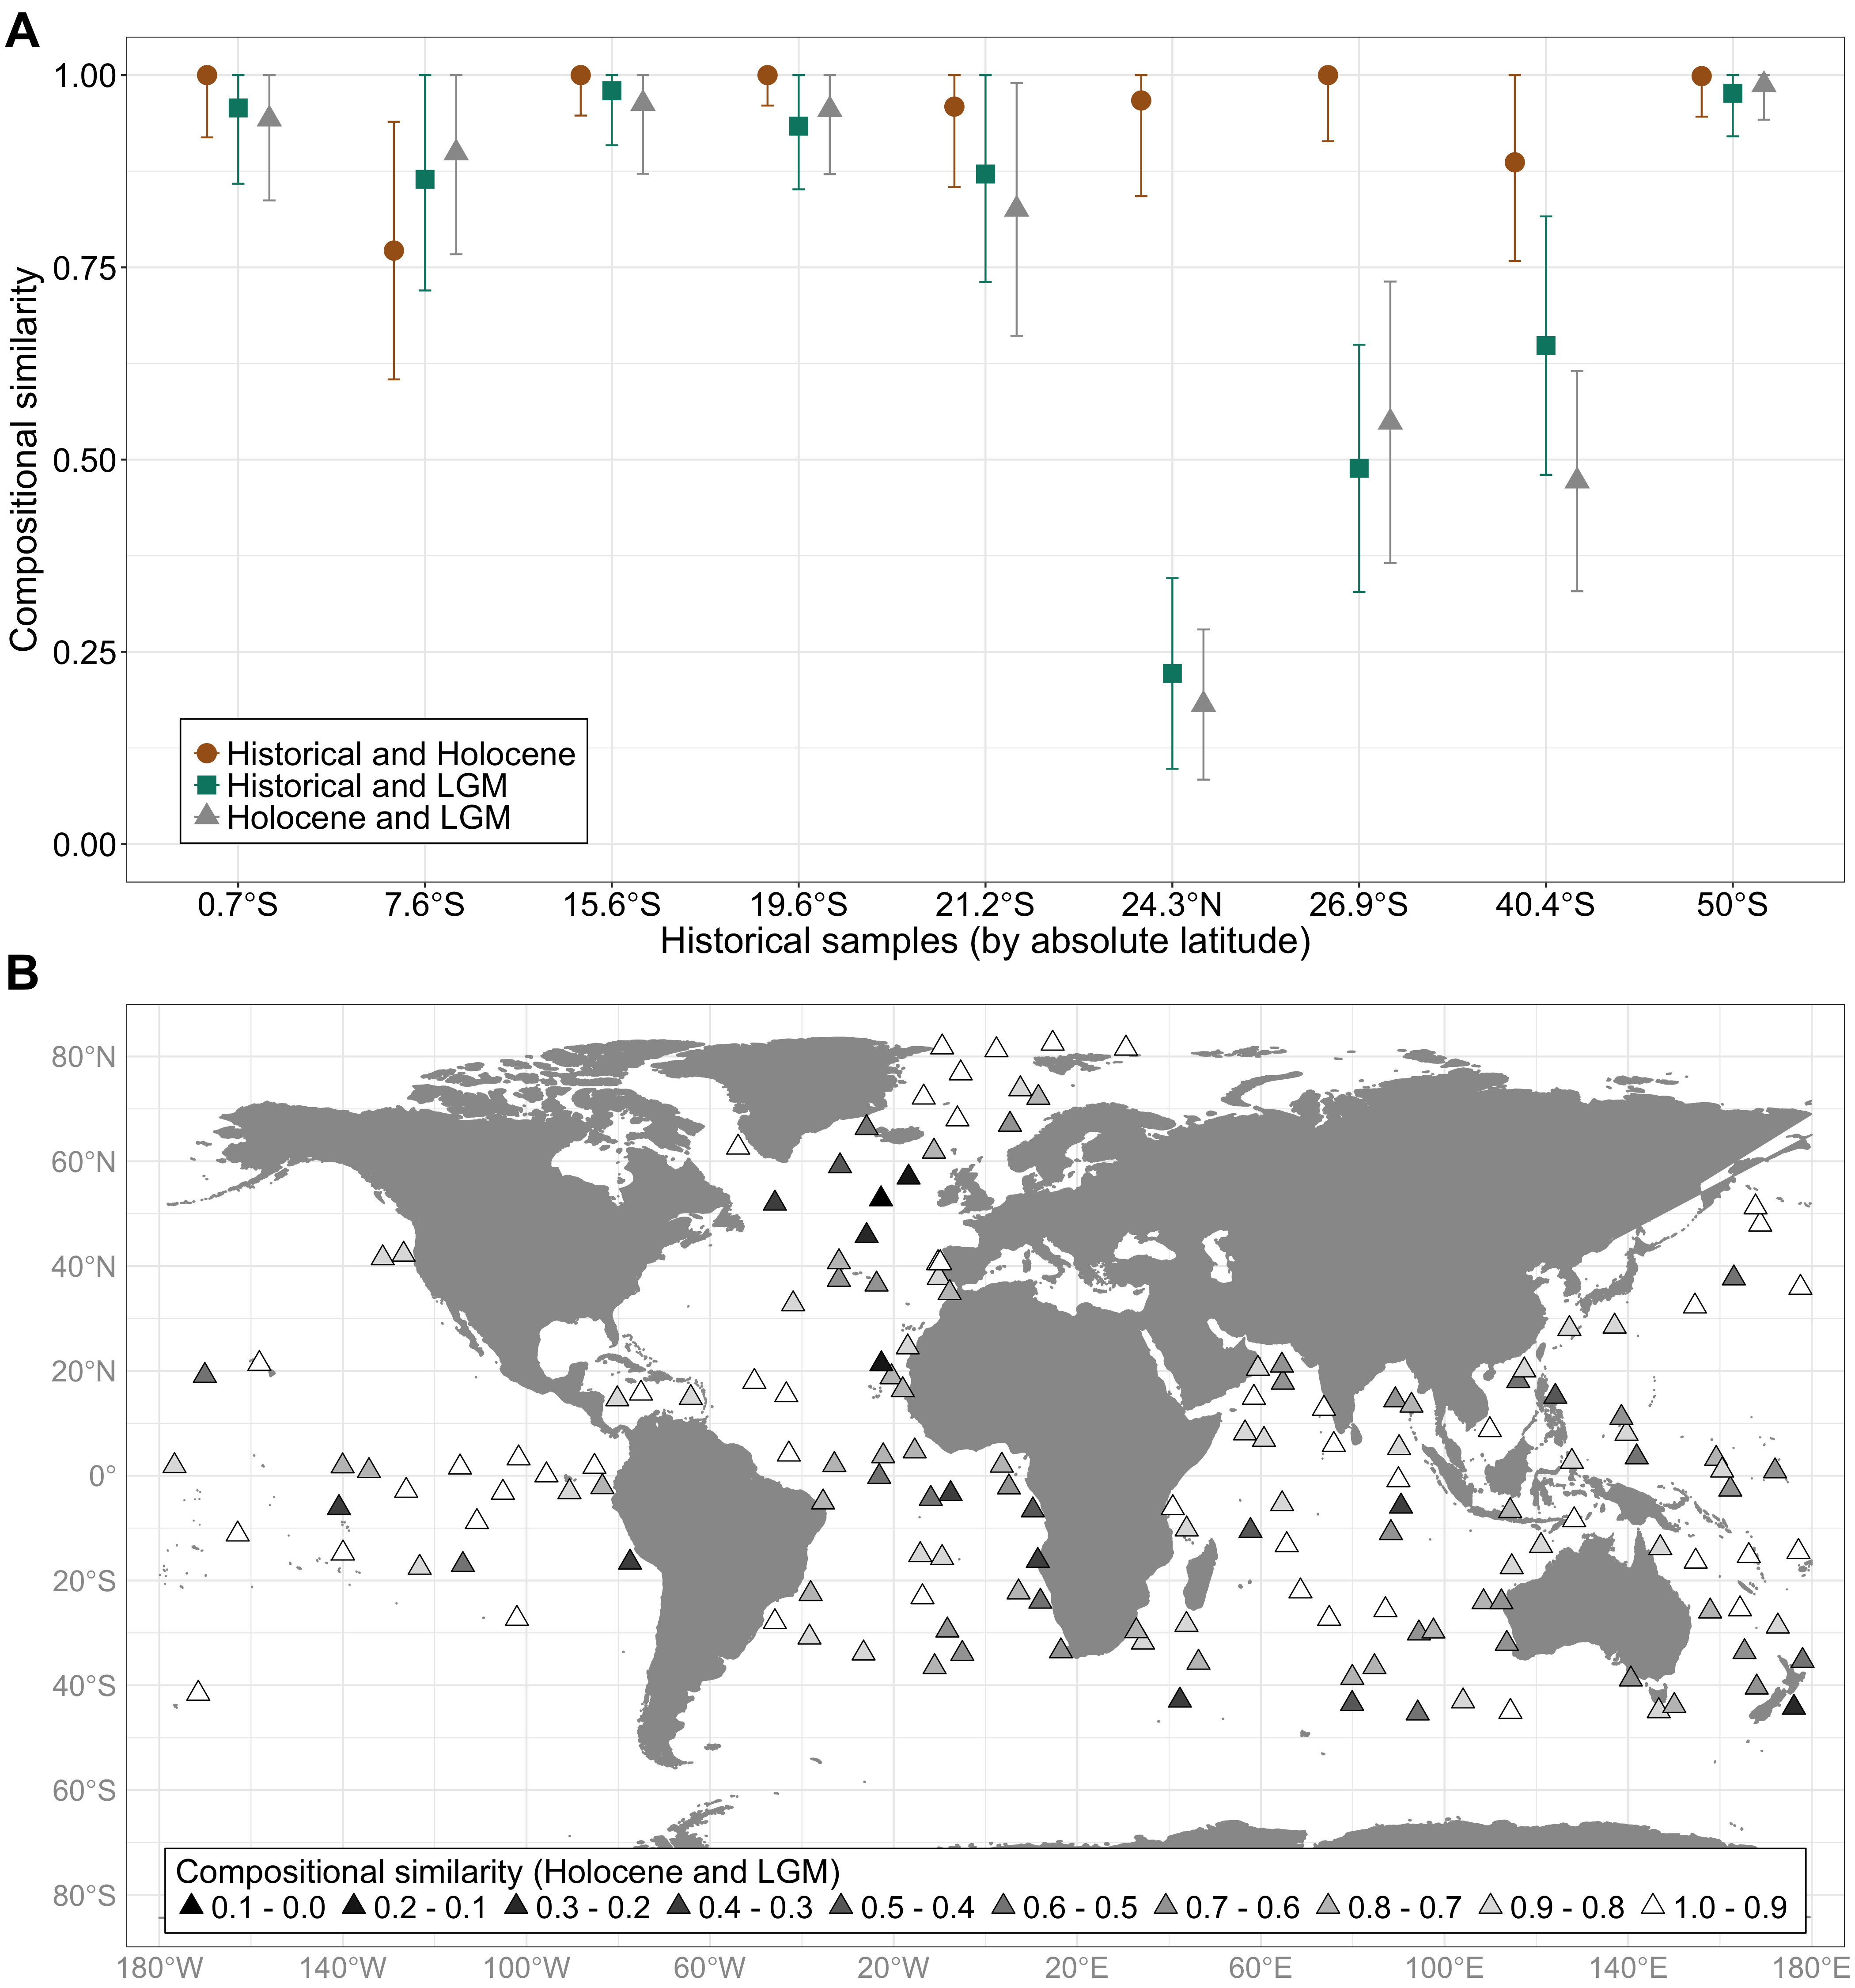 A
Compositional similarity
1.00
0.75
0.50
0.25
0.00
Historical and Holocene
Historical and LGM
Holocene and LGM
0.7°S 7.6°S 15.6°S 19.6°S 21.2°S 24.3°N 26.9°S 40.4°S 50°S
Historical samples (by absolute latitude)
B
80°N
60°N
40°N
20°N
0°
20°S
40°S
60°S
80°S
Compositional similarity (Holocene and LGM)
0.1 - 0.0 0.2 - 0.1 0.3 - 0.2 0.4 - 0.3 0.5 - 0.4 0.6 - 0.5 0.7 - 0.6 0.8 - 0.7 0.9 - 0.8 1.0 - 0.9
180°W 140°W 100°W 60°W 20°W 20°E 60°E 100°E 140°E 180°E